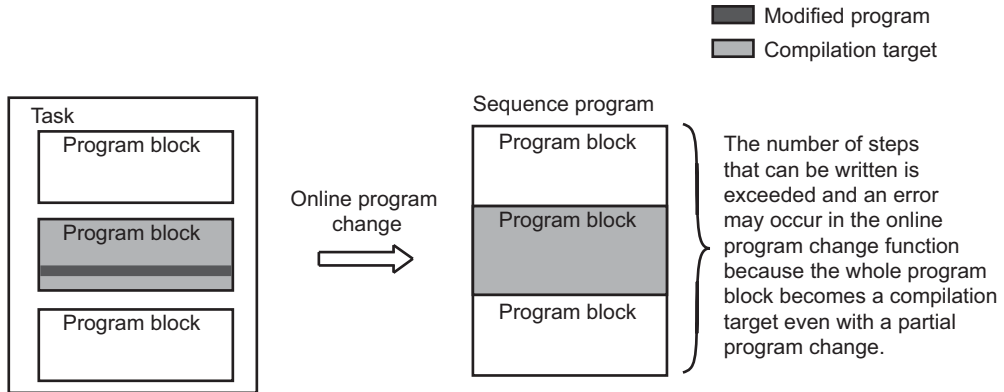 Modified program
Compilation target
Task
Program block
Program block
Program block
Online program
change
Sequence program
Program block
Program block
Program block
The number of steps
that can be written is
exceeded and an error
may occur in the online
program change function
because the whole program
block becomes a compilation
target even with a partial
program change.